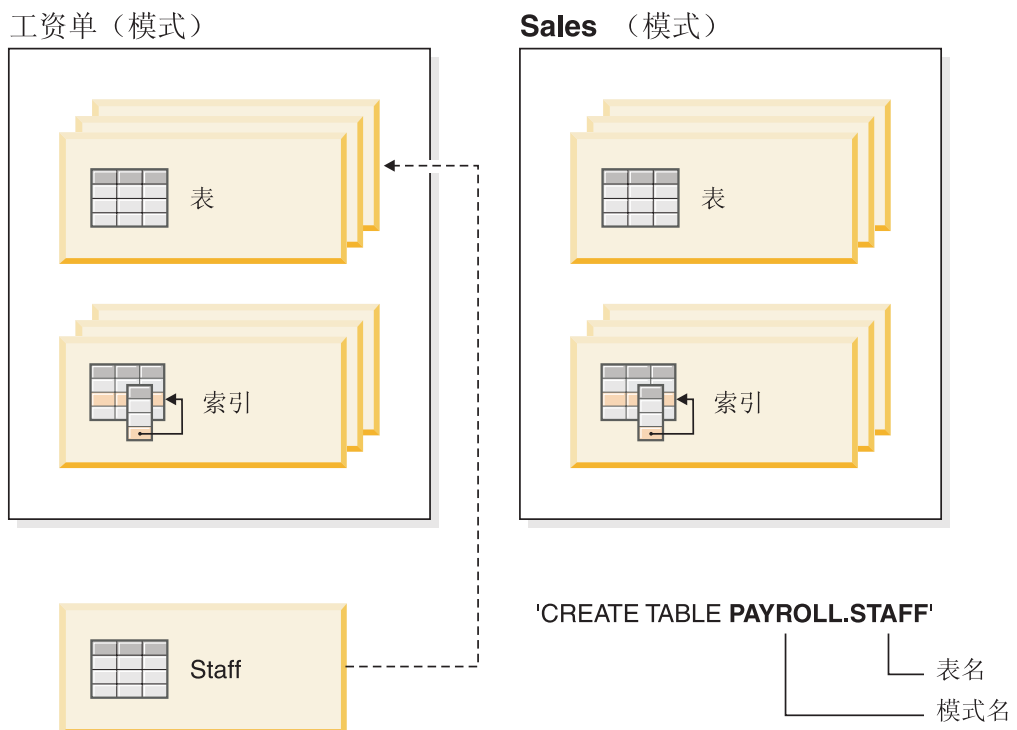 工资单（模式）
Sales （模式）
表
表
索引
索引
Staff
'CREATE TABLE PAYROLL.STAFF'
表名
模式名